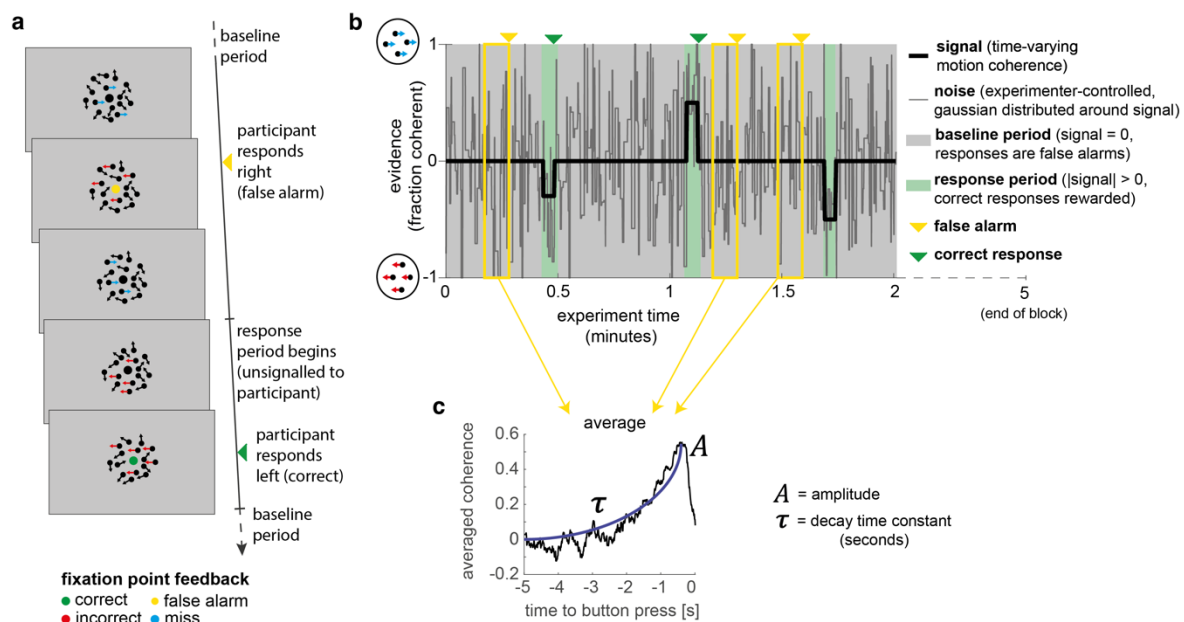 a
baseline
period
participant
responds
right
(false alarm)
response
period begins
(unsignalled to
participant)
participant
responds
left (correct)
baseline
period
fixation point feedback
correct
false alarm
incorrect
miss
b
evidence
(fraction coherent)
1
0
-1
0
0.5
1
1.5
2
5
experiment time
(minutes)
(end of block)
signal (time-varying
motion coherence)
noise (experimenter-controlled,
gaussian distributed around signal)
baseline period (signal = 0,
responses are false alarms)
response period (|signal| > 0,
correct responses rewarded)
false alarm
correct response
c
average
averaged coherence
0.6
0.4
0.2
0
-0.2
τ
A
-5
-4
-3
-2
-1
0
time to button press [s]
A = amplitude
τ = decay time constant
(seconds)